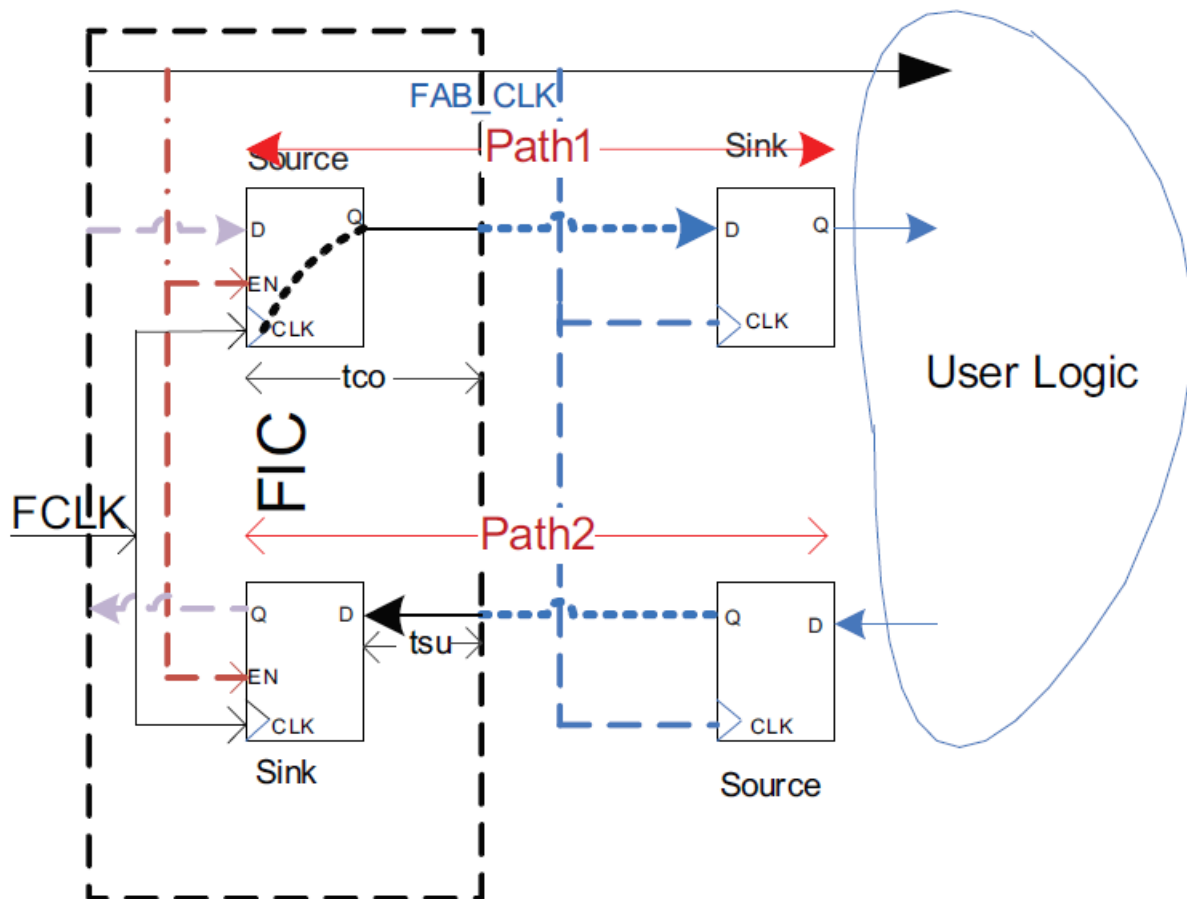 FAB_CLK
Path1
Source
Sink
D
Q
EN
CLK
D
Q
CLK
tco
User Logic
FIC
FCLK
Path2
Q
D
EN
CLK
tsu
Q
D
CLK
Sink
Source